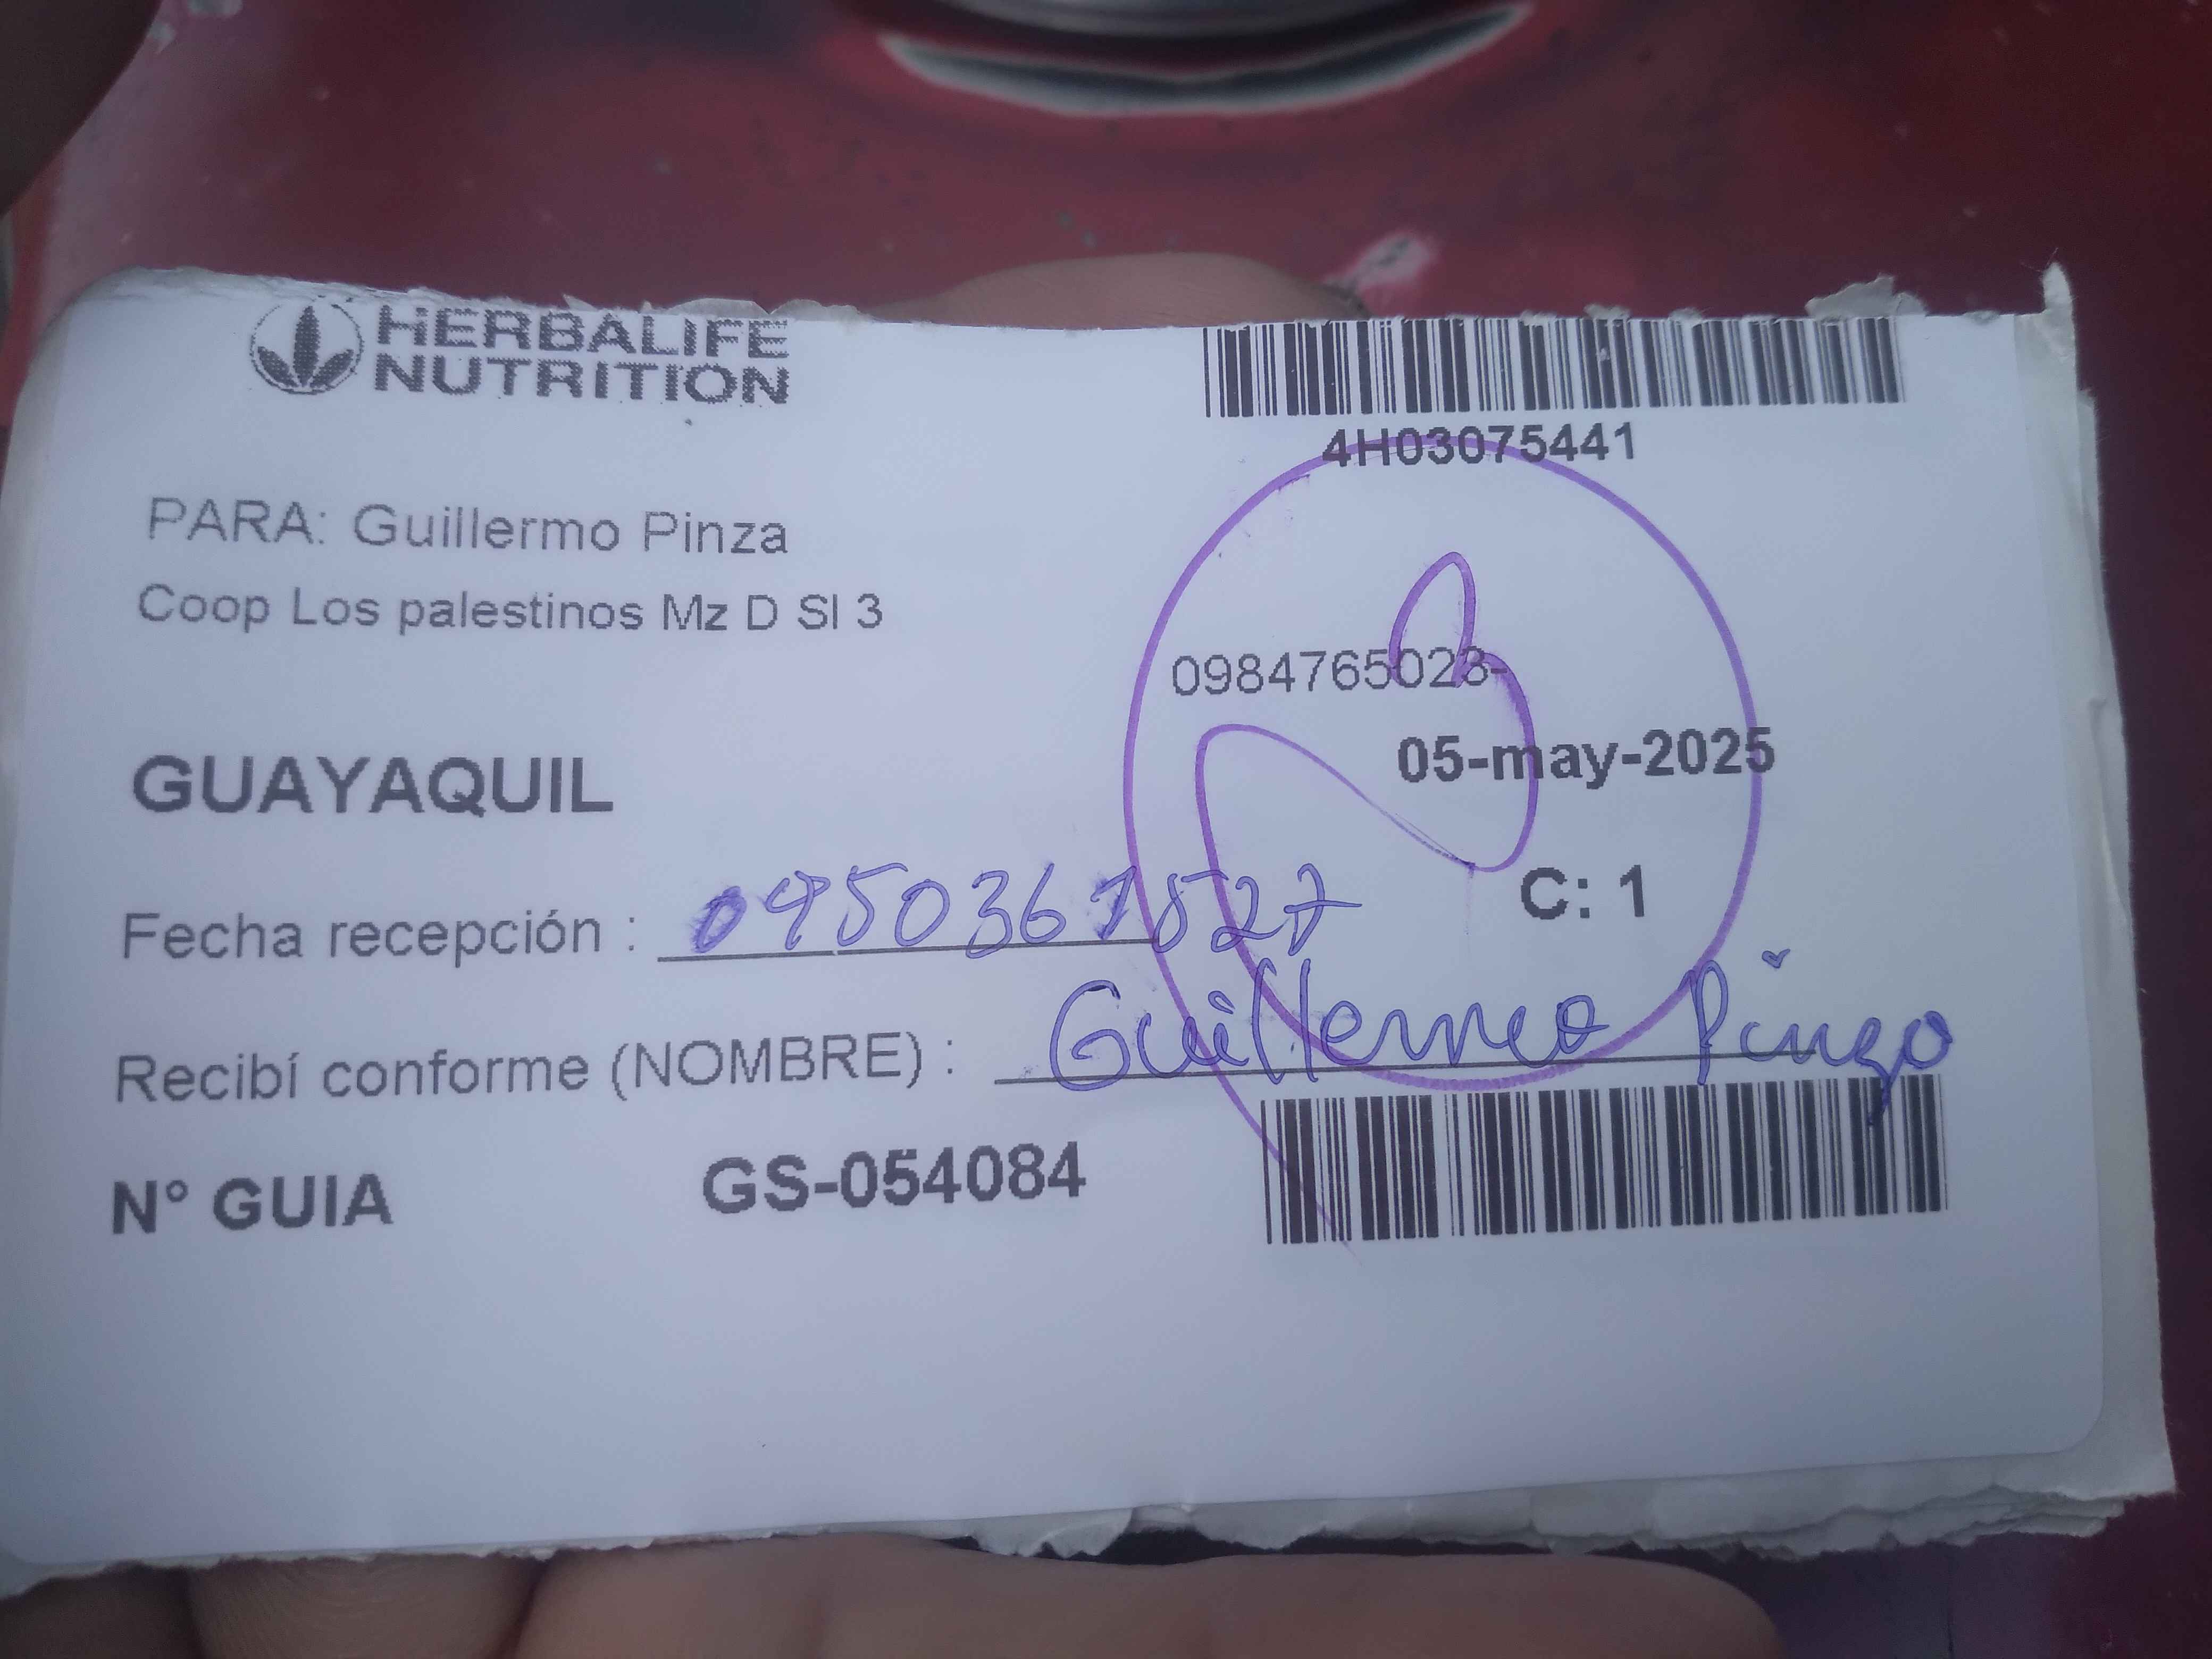 HERBALIFE
NUTRITION
4H03075441
PARA: Guillermo Pinza
Coop Los palestinos Mz D Sl 3
0984765028-
GUAYAQUIL
05-may-2025
C: 1
Fecha recepción : 0950361527
Recibí conforme (NOMBRE) : Guillermo Pinza
N° GUIA GS-054084